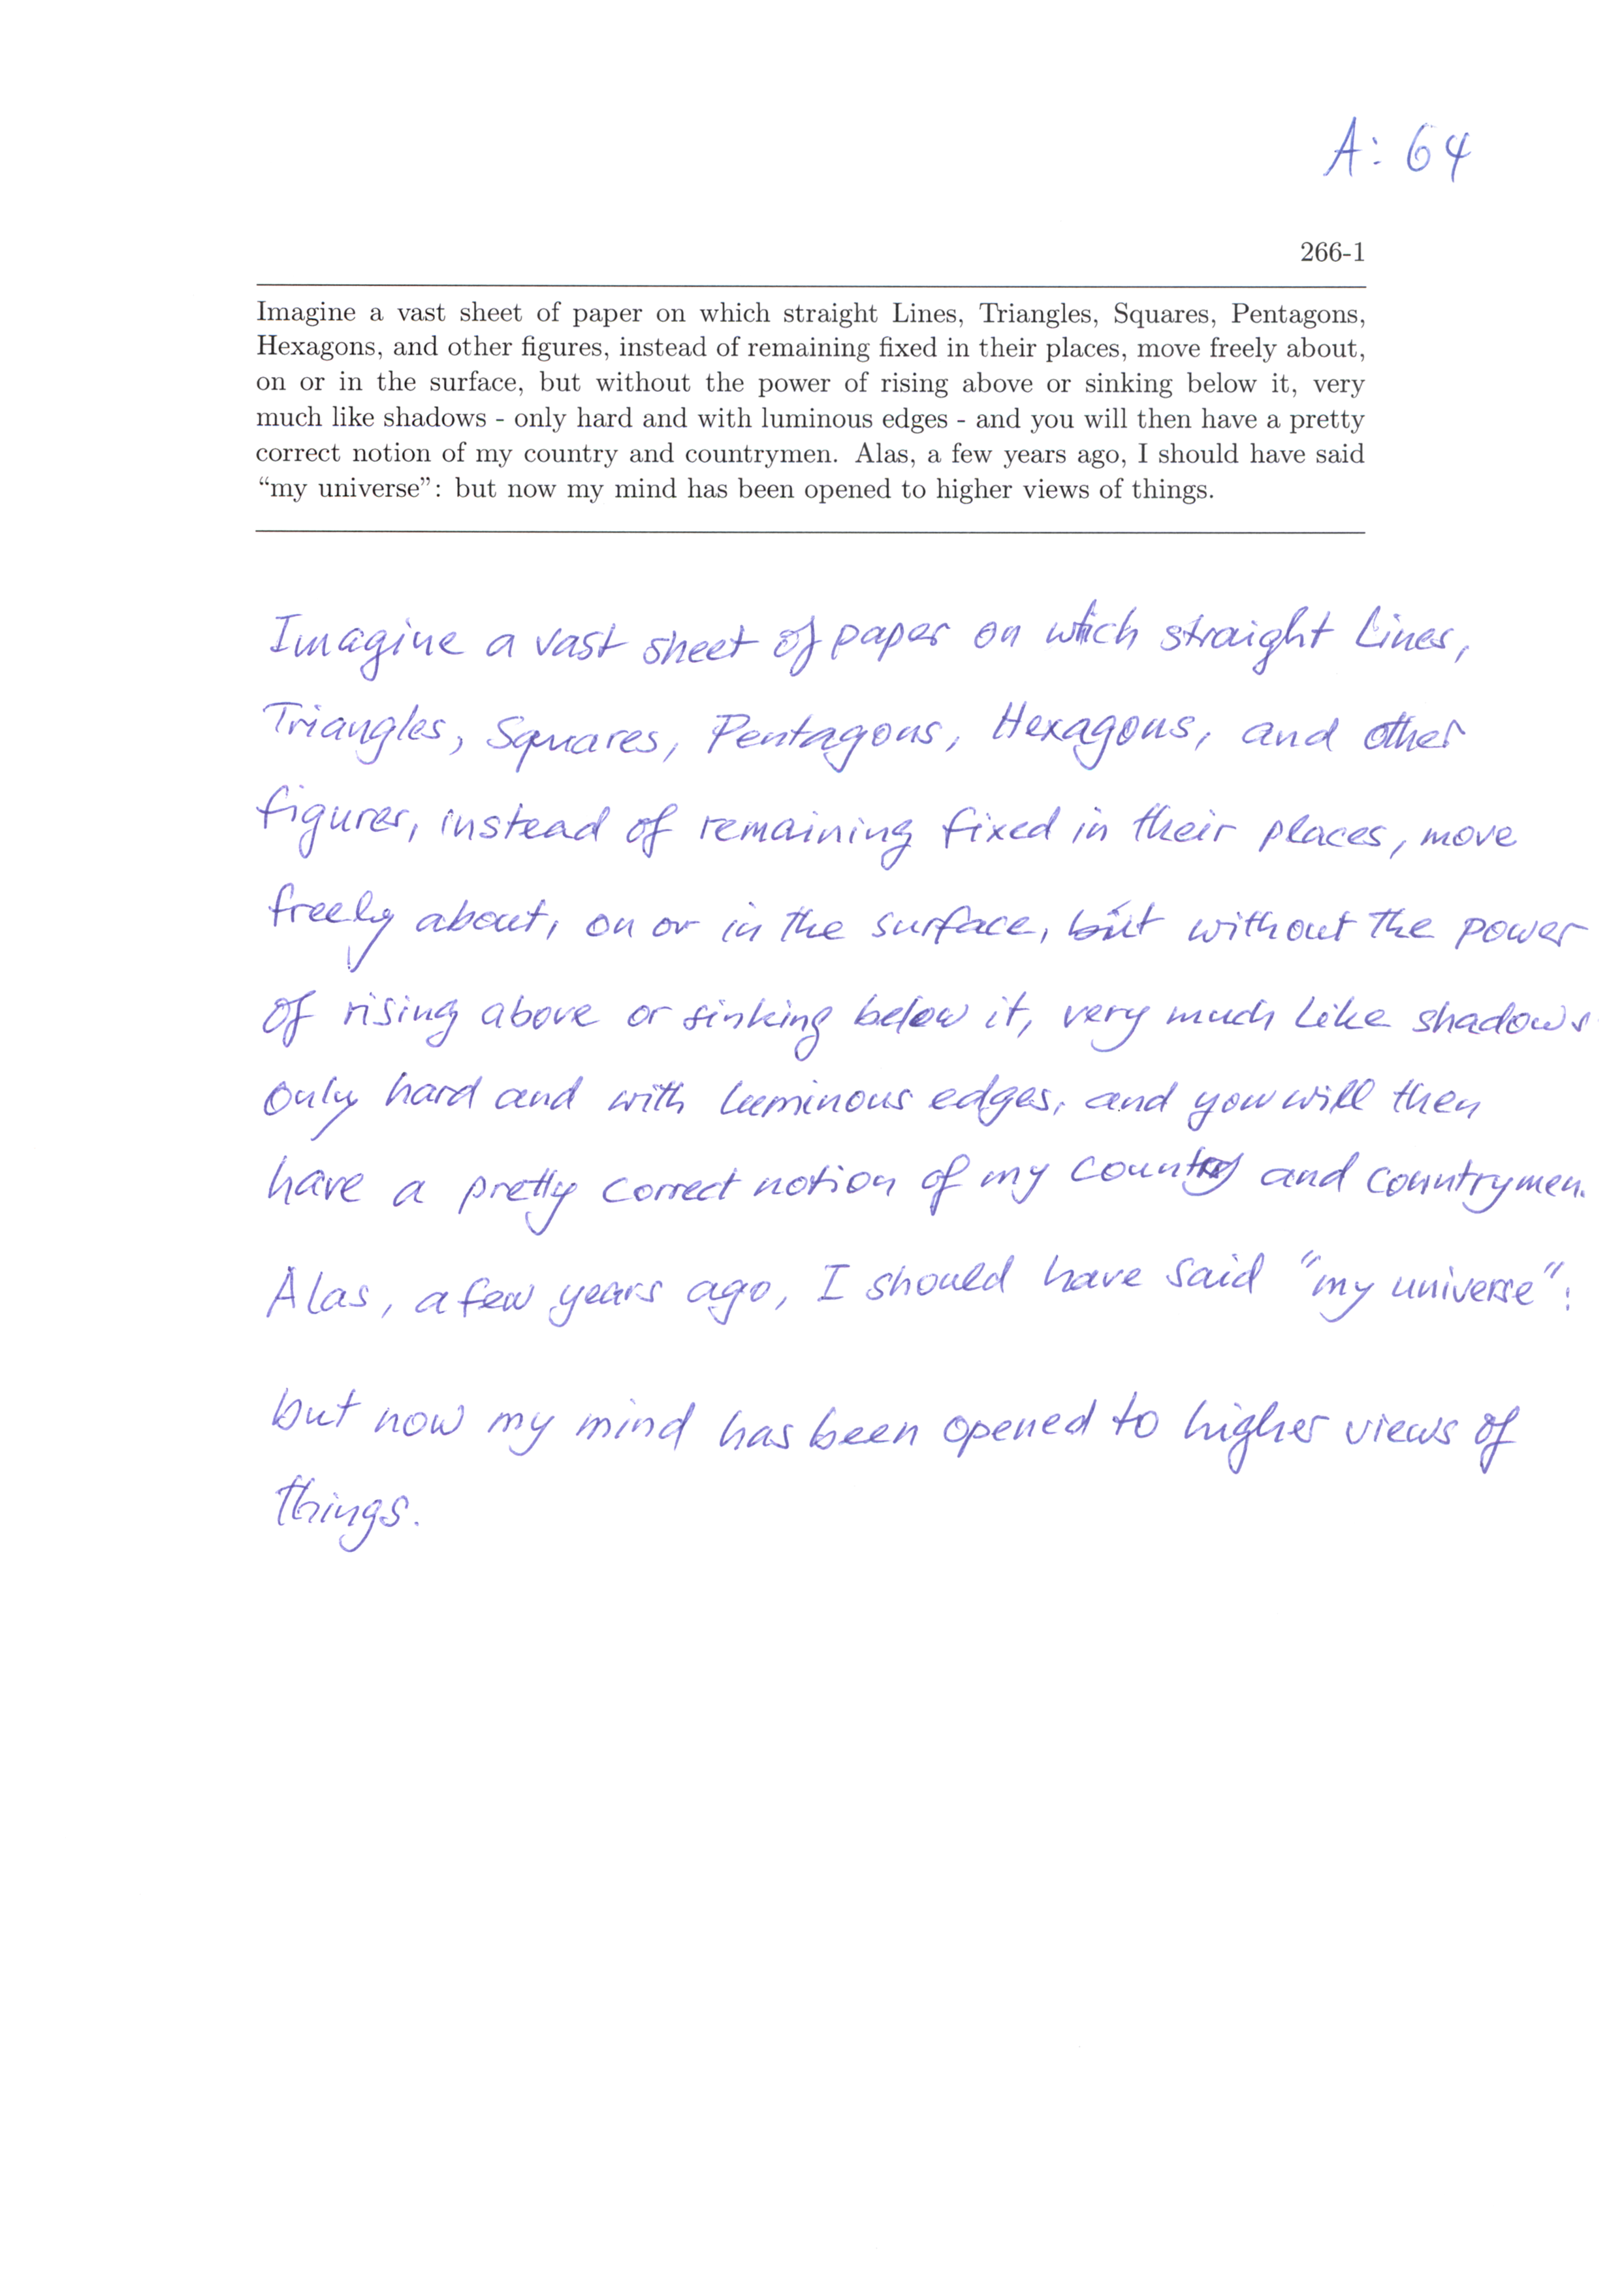 A: 64
266-1
Imagine a vast sheet of paper on which straight Lines, Triangles, Squares, Pentagons,
Hexagons, and other figures, instead of remaining fixed in their places, move freely about,
on or in the surface, but without the power of rising above or sinking below it, very
much like shadows - only hard and with luminous edges - and you will then have a pretty
correct notion of my country and countrymen. Alas, a few years ago, I should have said
“my universe”: but now my mind has been opened to higher views of things.
Imagine a vast sheet of paper on which straight Lines,
Triangles, Squares, Pentagons, Hexagons, and other
figures, instead of remaining fixed in their places, move
freely about, on or in the surface, but without the power
of rising above or sinking below it, very much like shadows
only hard and with luminous edges, and you will then
have a pretty correct notion of my country and countrymen.
Alas, a few years ago, I should have said "my universe":
but now my mind has been opened to higher views of
things.